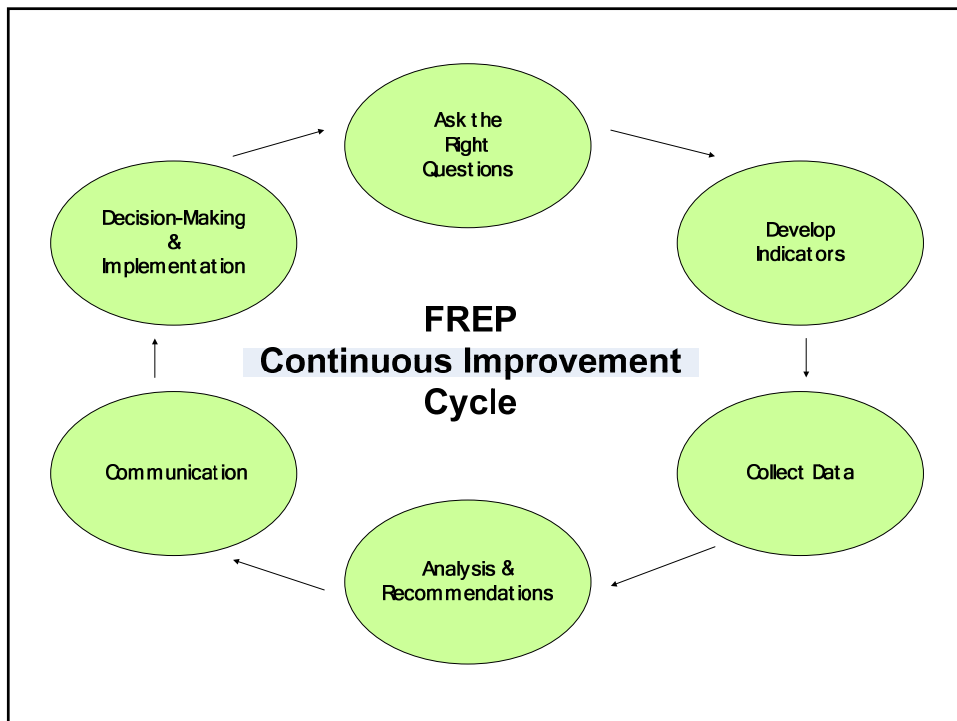 Ask the
Right
Questions
Develop
Indicators
Collect Data
Analysis &
Recommendations
Communication
Decision-Making
&
Implementation
FREP
Continuous Improvement
Cycle